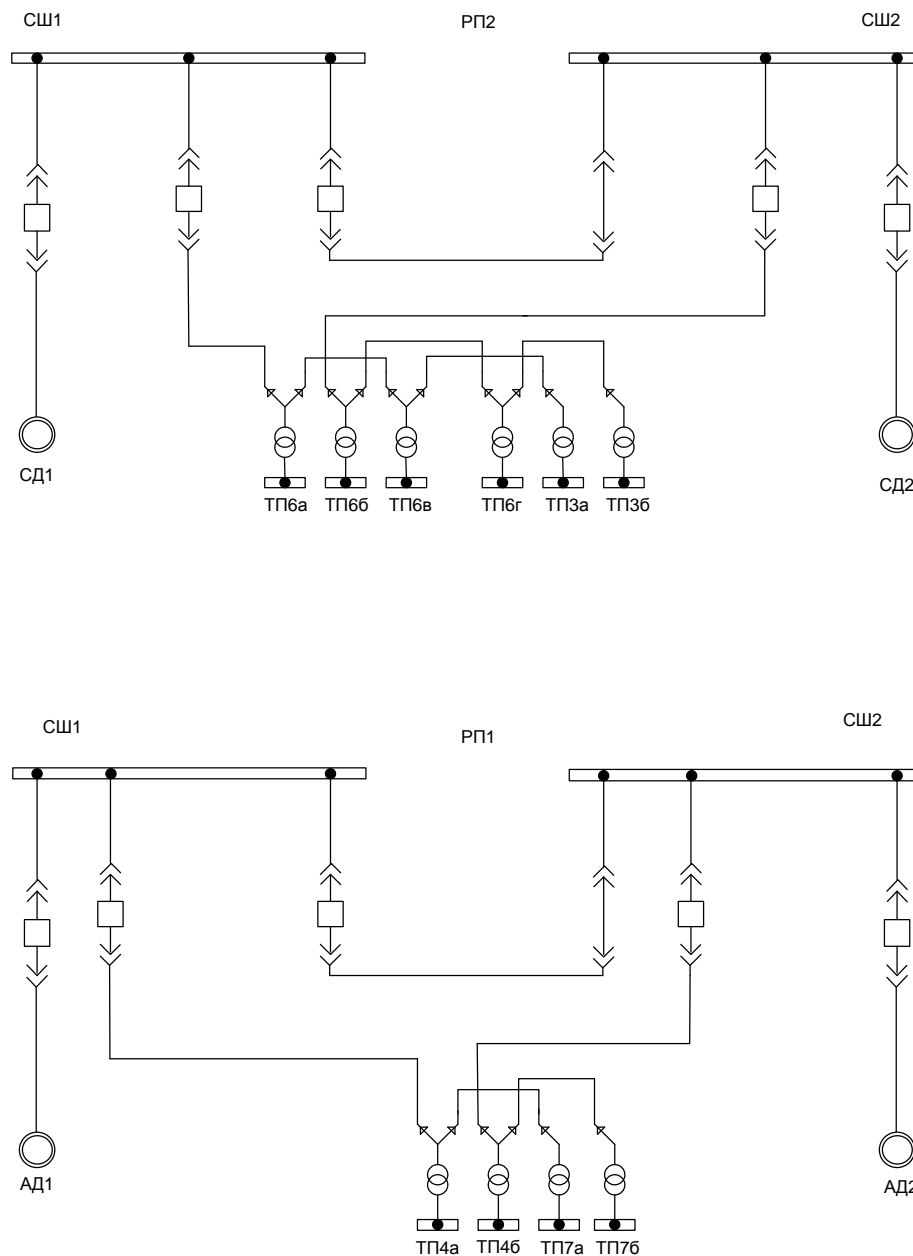 СШ1
РП2
СШ2
СД1
СД2
ТП6а
ТП6б
ТП6в
ТП6г
ТП3а
ТП3б
СШ1
РП1
СШ2
АД1
АД2
ТП4а
ТП4б
ТП7а
ТП7б